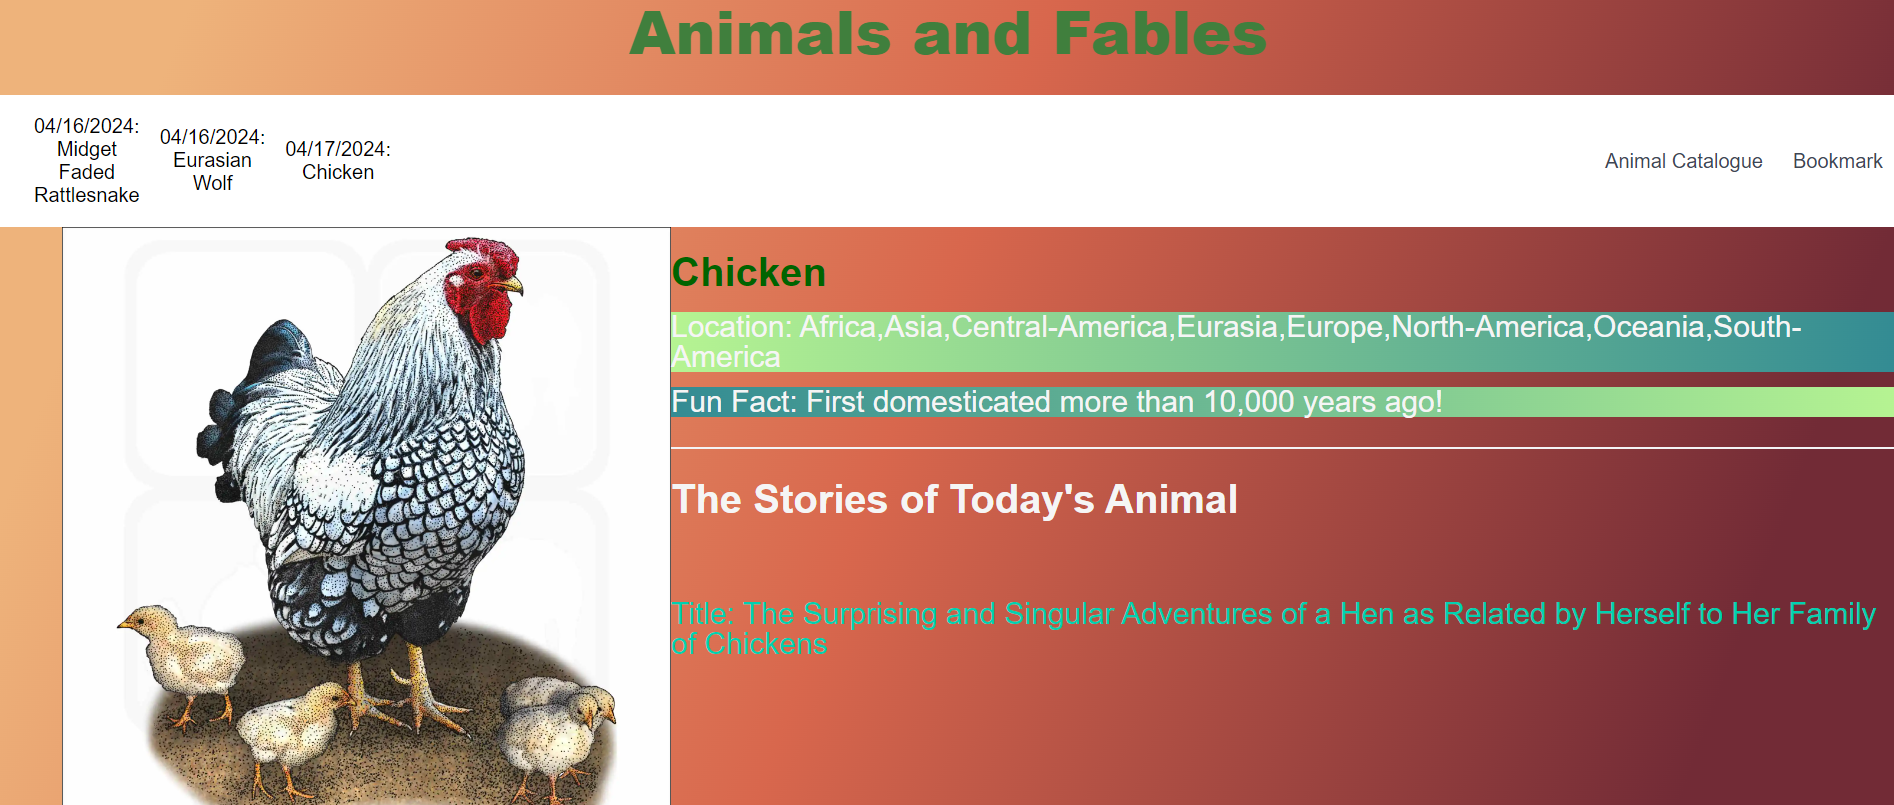 Animals and Fables
04/16/2024:
Midget
Faded
Rattlesnake
04/16/2024:
Eurasian
Wolf
04/17/2024:
Chicken
Animal Catalogue
Bookmark
Chicken
Location: Africa,Asia,Central-America,Eurasia,Europe,North-America,Oceania,South-
America
Fun Fact: First domesticated more than 10,000 years ago!
The Stories of Today's Animal
Title: The Surprising and Singular Adventures of a Hen as Related by Herself to Her Family
of Chickens